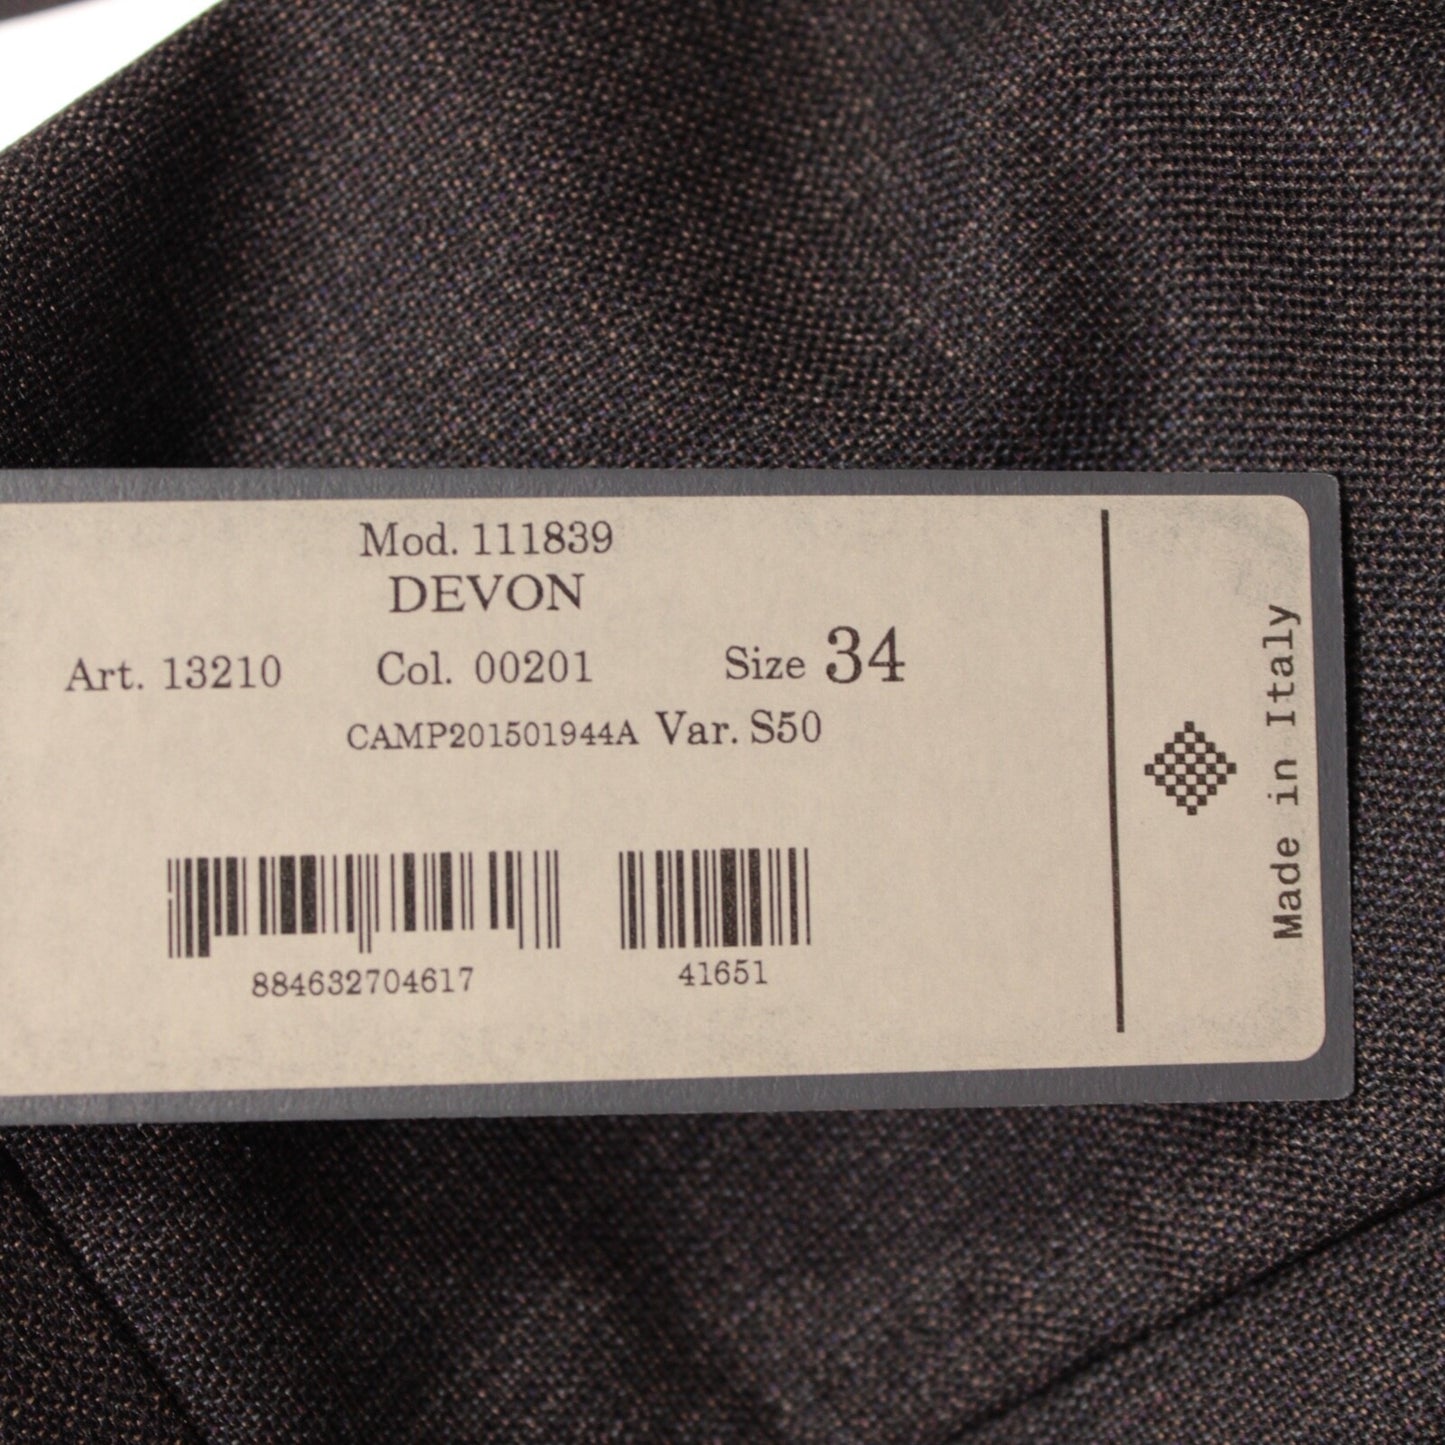 Mod. 111839
DEVON
Art. 13210 Col. 00201 Size 34
CAMP201501944A Var. S50
884632704617 41651
Made in Italy